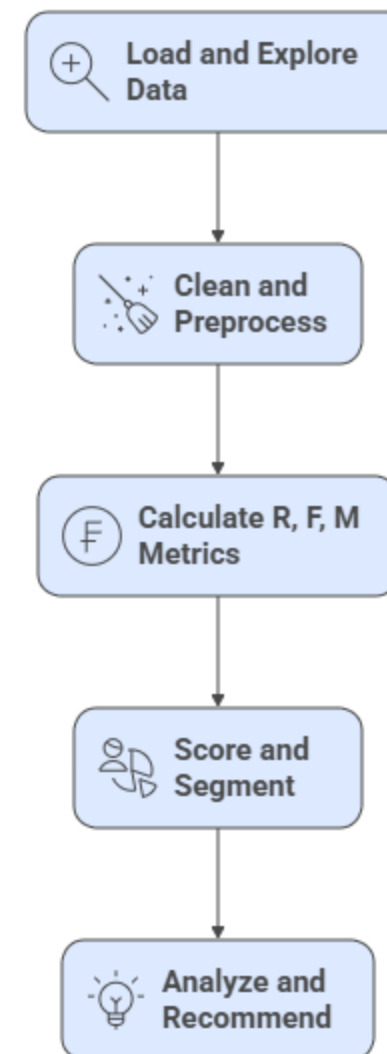 Load and Explore
Data
Clean and
Preprocess
Calculate R, F, M
Metrics
Score and
Segment
Analyze and
Recommend